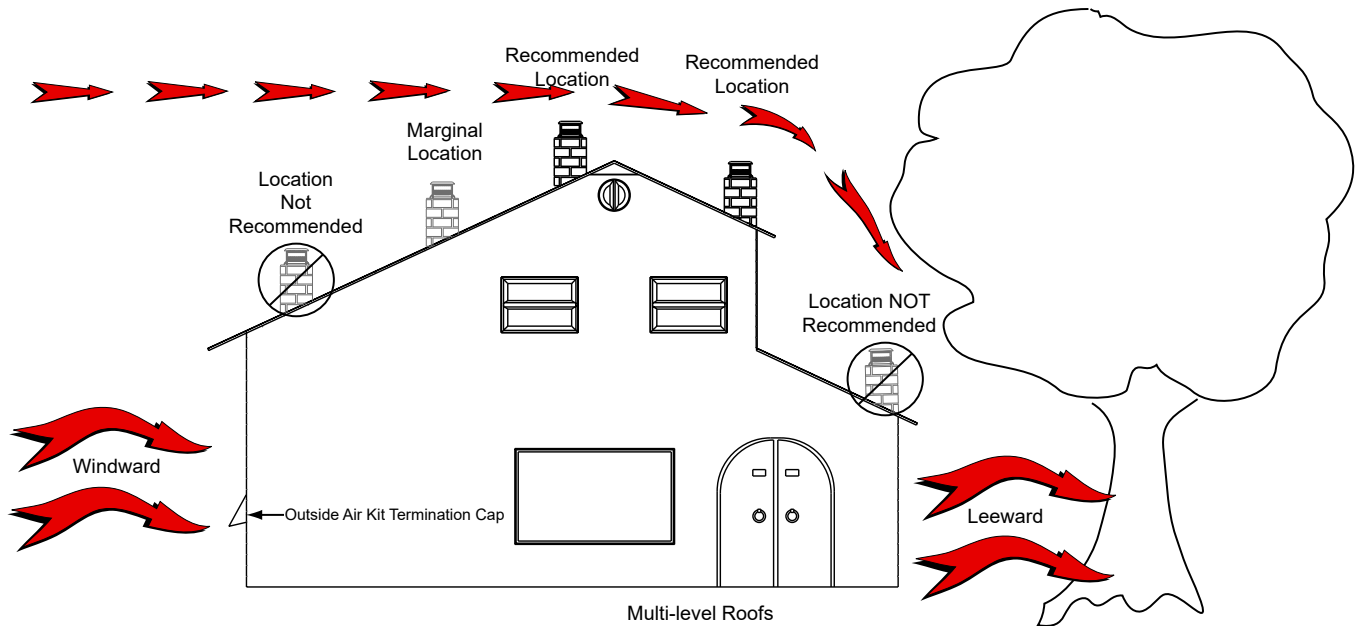 Recommended
Location
Recommended
Location
Marginal
Location
Location
Not
Recommended
Location NOT
Recommended
Windward
Outside Air Kit Termination Cap
Leeward
Multi-level Roofs